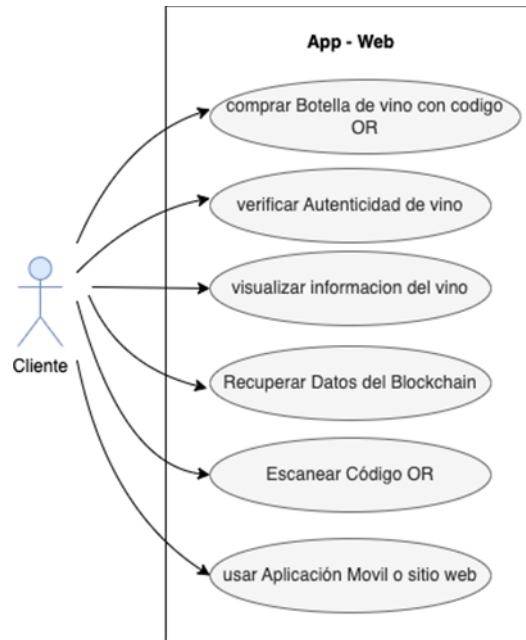 App - Web
comprar Botella de vino con codigo
OR
verificar Autenticidad de vino
visualizar informacion del vino
Cliente
Recuperar Datos del Blockchain
Escanear Código OR
usar Aplicación Movil o sitio web